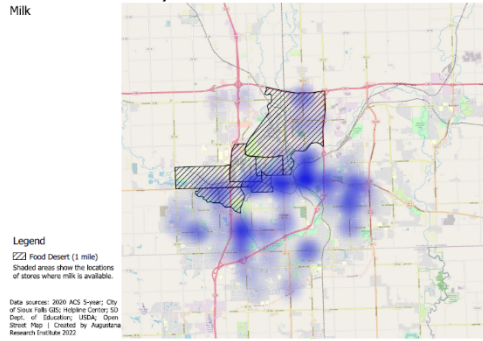 Milk
Legend
Food Desert (1 mile)
Shaded areas show the locations
of stores where milk is available.
Data sources: 2020 ACS 5-year; City
of Sioux Falls GIS; Helpline Center; SD
Dept. of Education; USDA; Open
Street Map | Created by Augustana
Research Institute 2022